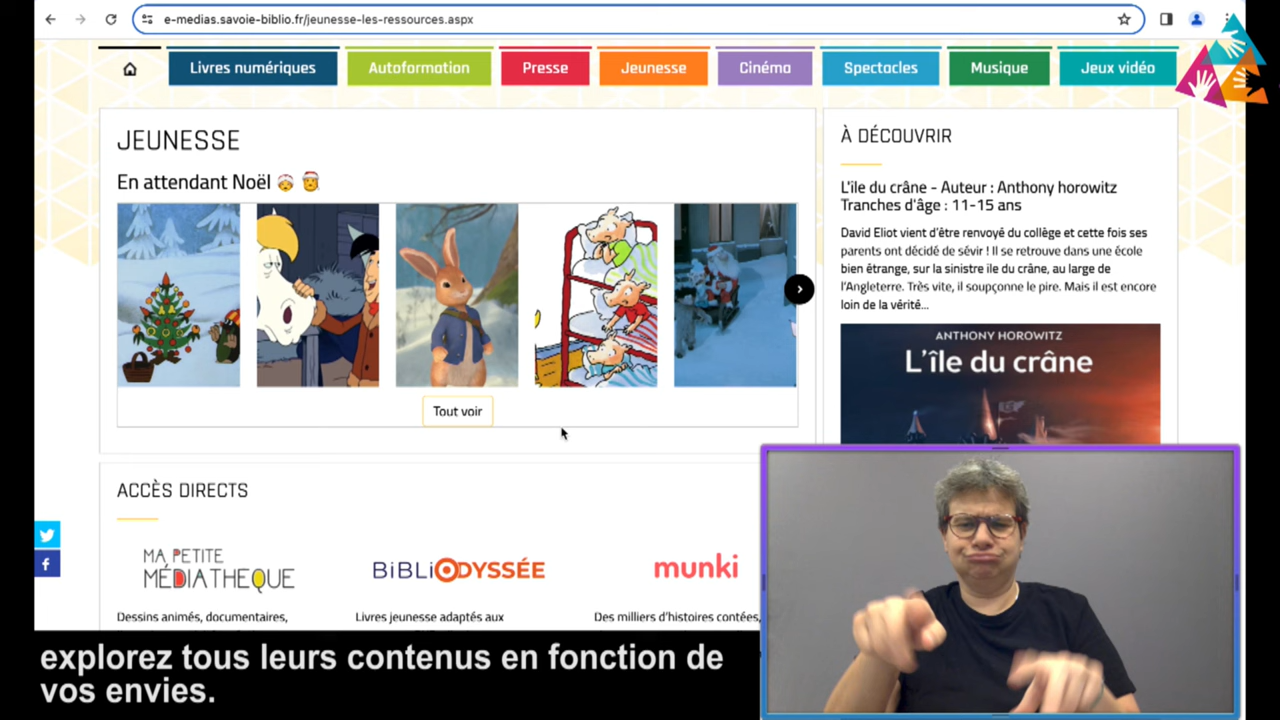 e-medias.savoie-biblio.fr/jeunesse-les-ressources.aspx
Livres numériques
Autoformation
Presse
Jeunesse
Cinéma
Spectacles
Musique
Jeux vidéo
JEUNESSE
En attendant Noël
Tout voir
À DÉCOUVRIR
L'île du crâne - Auteur : Anthony horowitz
Tranches d'âge : 11-15 ans
David Eliot vient d'être renvoyé du collège et cette fois ses
parents ont décidé de sévir ! Il se retrouve dans une école
bien étrange, sur la sinistre île du crâne, au large de
l'Angleterre. Très vite, il soupçonne le pire. Mais il est encore
loin de la vérité...
ANTHONY HOROWITZ
L'île du crâne
ACCÈS DIRECTS
MA PETITE
MÉDIATHEQUE
BiBLiODYSSÉE
munki
Dessins animés, documentaires,
Livres jeunesse adaptés aux
Des milliers d'histoires contées,
explorez tous leurs contenus en fonction de
vos envies.